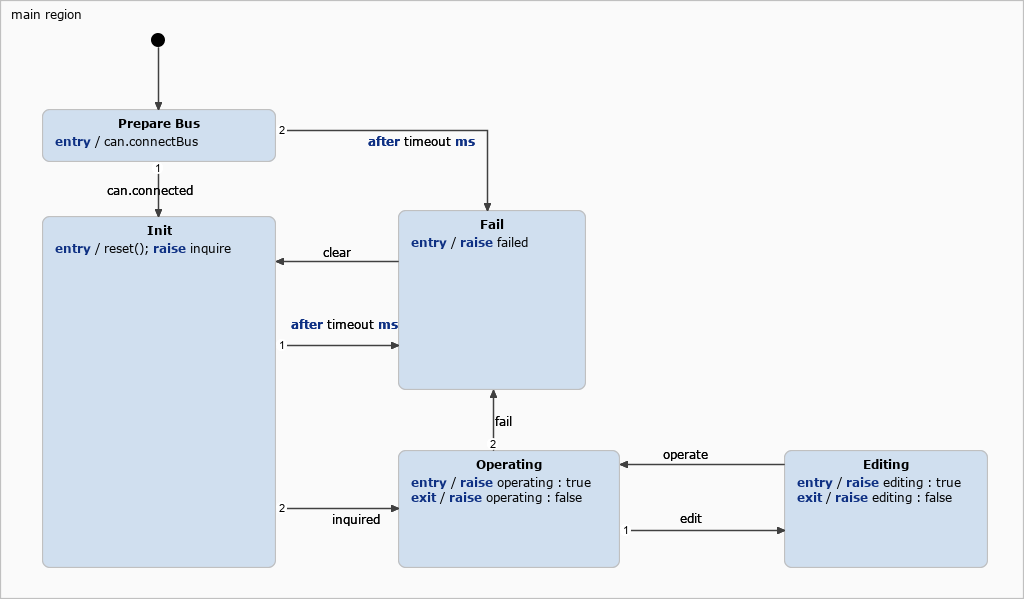 main region
Prepare Bus
entry / can.connectBus
2
after timeout ms
1
can.connected
Init
entry / reset(); raise inquire
Fail
entry / raise failed
clear
after timeout ms
1
fail
2
Operating
entry / raise operating : true
exit / raise operating : false
operate
Editing
entry / raise editing : true
exit / raise editing : false
2
inquired
edit
1